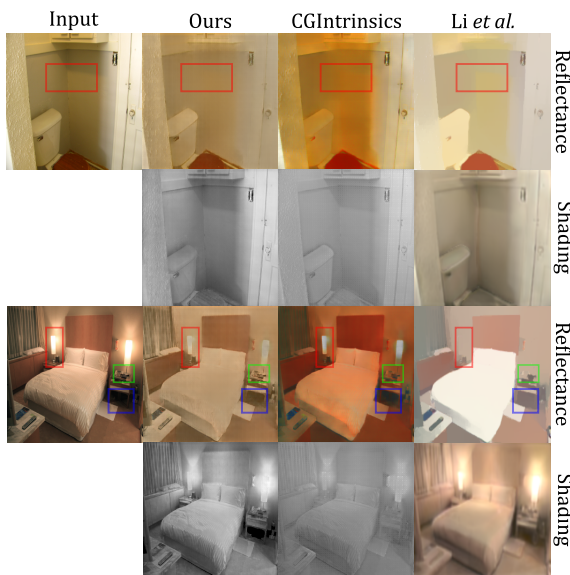 Input Ours CGIntrinsics Li et al.
Reflectance
Shading
Reflectance
Shading